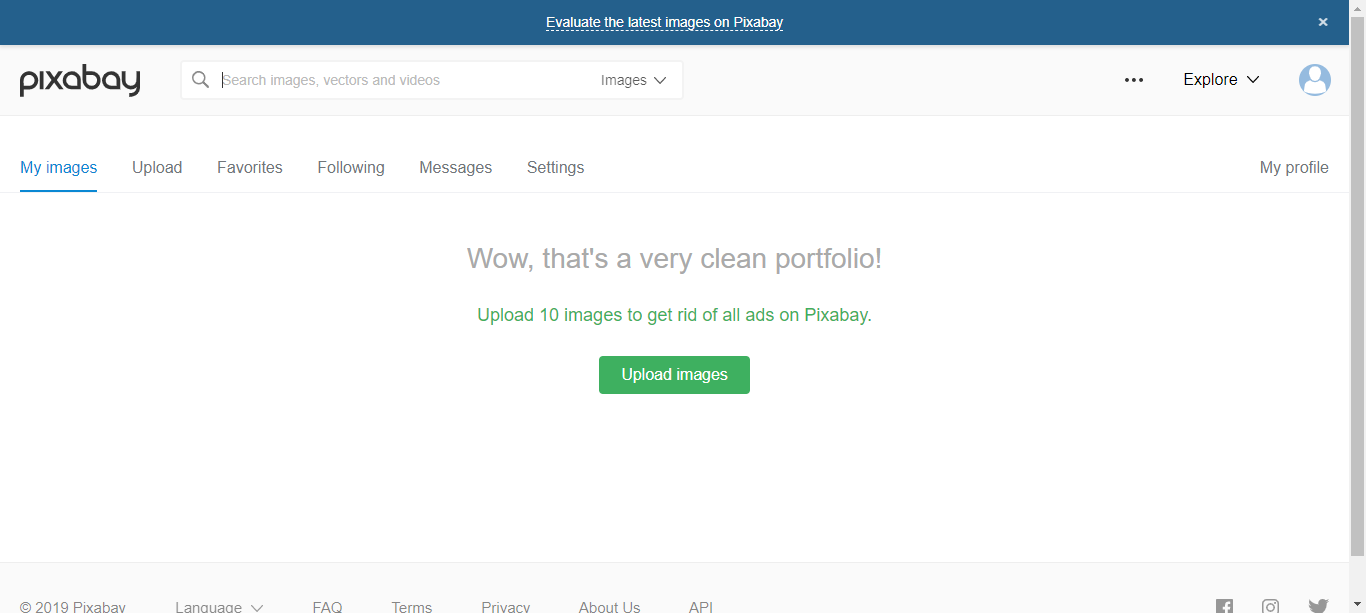 Evaluate the latest images on Pixabay ×
pixabay Search images, vectors and videos Images Explore
My images Upload Favorites Following Messages Settings My profile
Wow, that's a very clean portfolio!
Upload 10 images to get rid of all ads on Pixabay.
Upload images
© 2019 Pixabay Language FAQ Terms Privacy About Us API